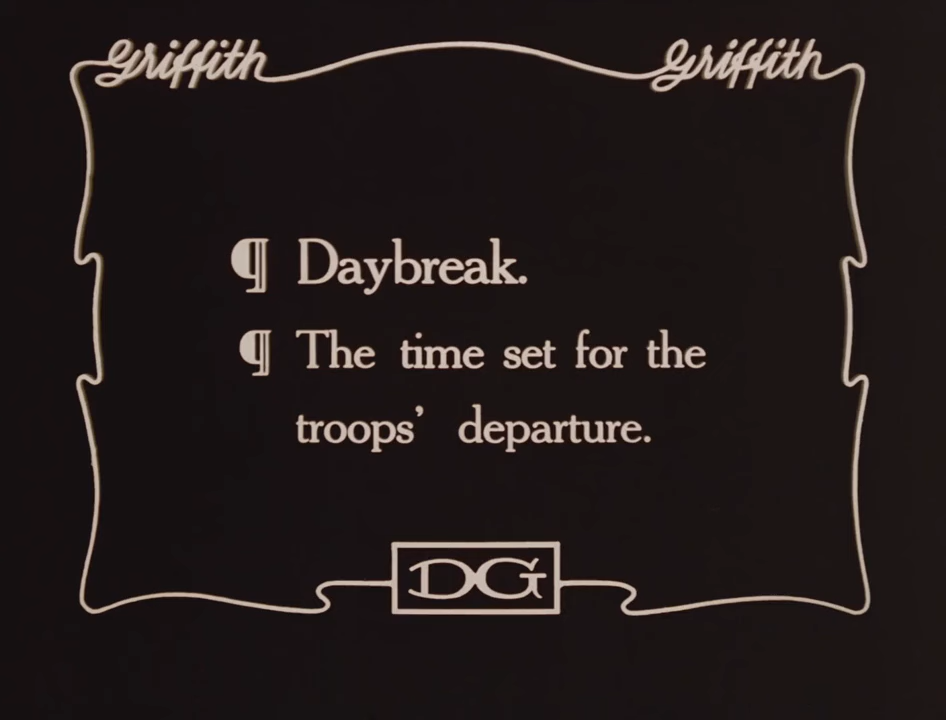 Griffith Griffith
¶ Daybreak.
¶ The time set for the
troops’ departure.
DG